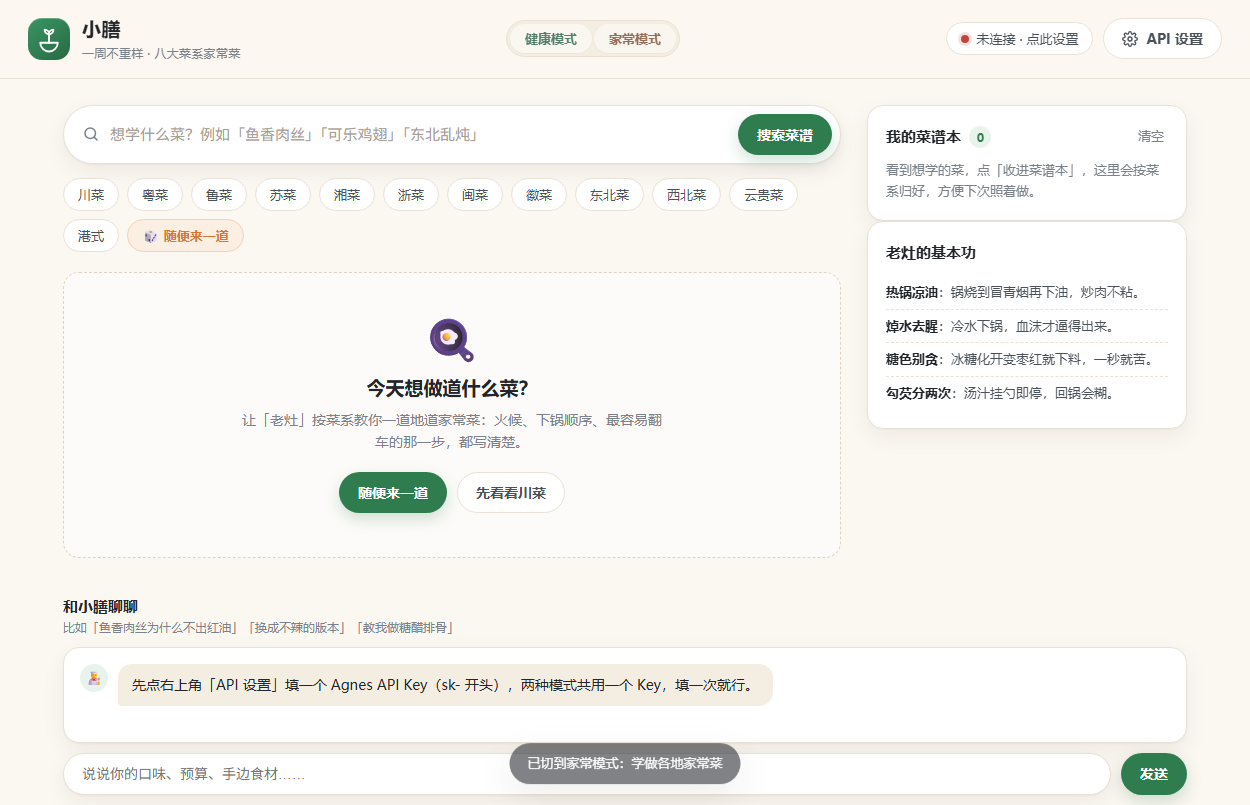 小膳
一周不重样 · 八大菜系家常菜
健康模式
家常模式
未连接 · 点此设置
API 设置
想学什么菜？例如「鱼香肉丝」「可乐鸡翅」「东北乱炖」
搜索菜谱
川菜
粤菜
鲁菜
苏菜
湘菜
浙菜
闽菜
徽菜
东北菜
西北菜
云贵菜
港式
随便来一道
今天想做道什么菜？
让「老灶」按菜系教你一道地道家常菜：火候、下锅顺序、最容易翻
车的那一步，都写清楚。
随便来一道
先看看川菜
我的菜谱本 0
清空
看到想学的菜，点「收进菜谱本」，这里会按菜
系归好，方便下次照着做。
老灶的基本功
热锅凉油：锅烧到冒青烟再下油，炒肉不粘。
焯水去腥：冷水下锅，血沫才逼得出来。
糖色别贪：冰糖化开变枣红就下料，一秒就苦。
勾芡分两次：汤汁挂勺即停，回锅会糊。
和小膳聊聊
比如「鱼香肉丝为什么不出红油」「换成不辣的版本」「教我做糖醋排骨」
先点右上角「API 设置」填一个 Agnes API Key（sk- 开头），两种模式共用一个 Key，填一次就行。
已切到家常模式：学做各地家常菜
说说你的口味、预算、手边食材……
发送